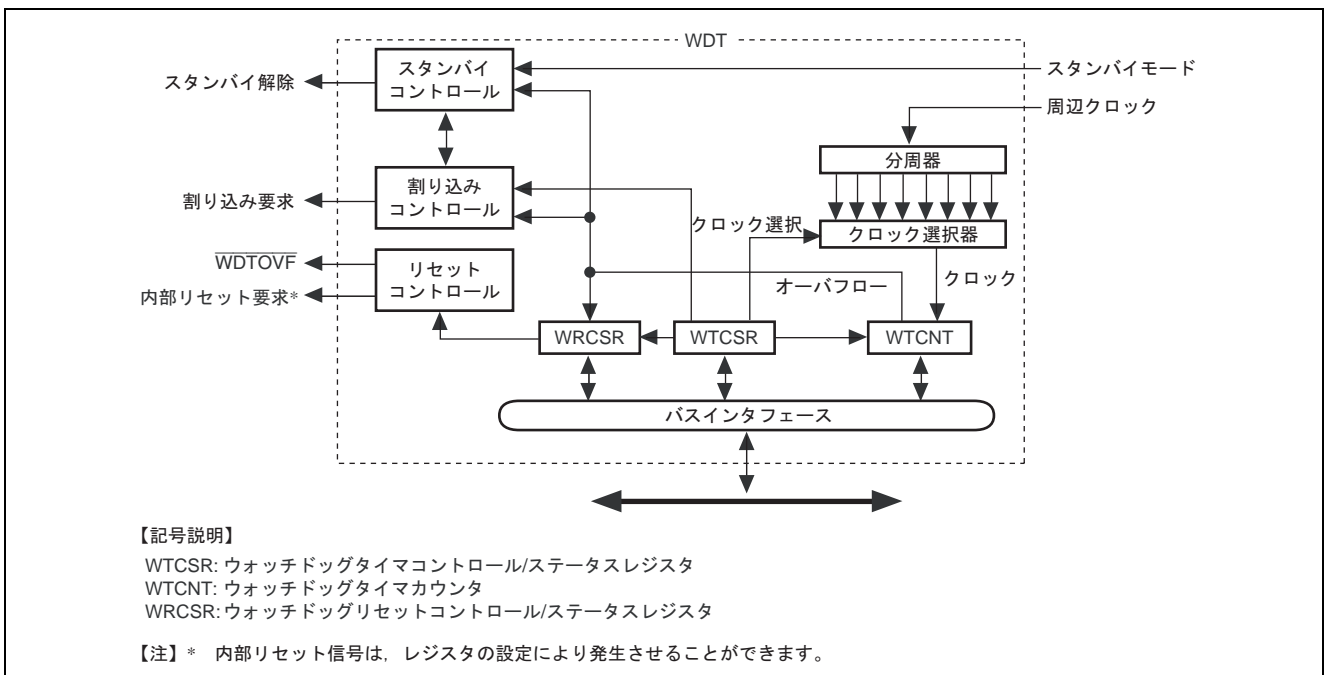 WDT
スタンバイ
コントロール
スタンバイ解除
スタンバイモード
周辺クロック
分周器
割り込み
コントロール
割り込み要求
クロック選択
クロック選択器
WDTOVF
リセット
コントロール
内部リセット要求*
オーバフロー
クロック
WRCSR
WTCSR
WTCNT
バスインタフェース
【記号説明】
WTCSR: ウォッチドッグタイマコントロール/ステータスレジスタ
WTCNT: ウォッチドッグタイマカウンタ
WRCSR: ウォッチドッグリセットコントロール/ステータスレジスタ
【注】* 内部リセット信号は，レジスタの設定により発生させることができます。